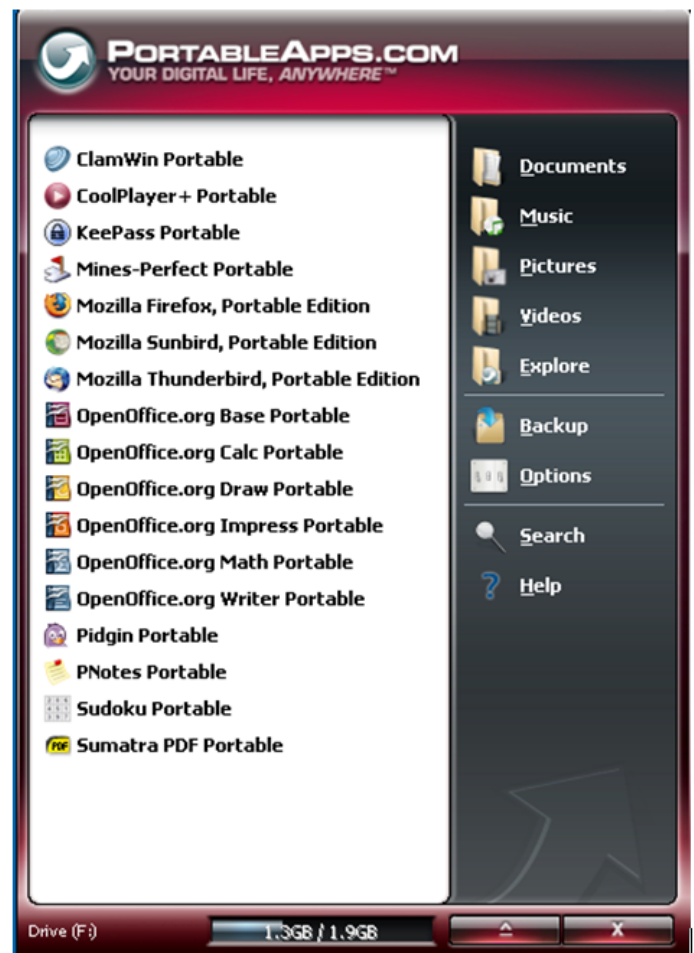 PORTABLEAPPS.COM
YOUR DIGITAL LIFE, ANYWHERE™
ClamWin Portable
CoolPlayer+ Portable
KeePass Portable
Mines-Perfect Portable
Mozilla Firefox, Portable Edition
Mozilla Sunbird, Portable Edition
Mozilla Thunderbird, Portable Edition
OpenOffice.org Base Portable
OpenOffice.org Calc Portable
OpenOffice.org Draw Portable
OpenOffice.org Impress Portable
OpenOffice.org Math Portable
OpenOffice.org Writer Portable
Pidgin Portable
PNotes Portable
Sudoku Portable
PDF Sumatra PDF Portable
Documents
Music
Pictures
Videos
Explore
Backup
Options
Search
? Help
Drive (F:)
1.3GB / 1.9GB
X